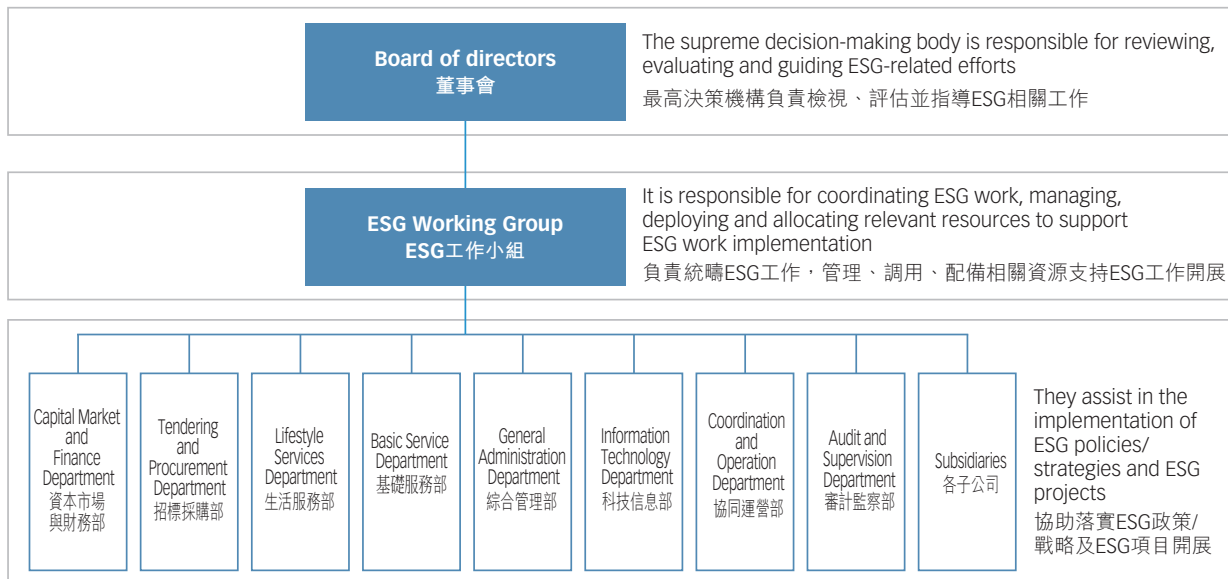 Board of directors
董事會
The supreme decision-making body is responsible for reviewing,
evaluating and guiding ESG-related efforts
最高決策機構負責檢視、評估並指導ESG相關工作
ESG Working Group
ESG工作小組
It is responsible for coordinating ESG work, managing,
deploying and allocating relevant resources to support
ESG work implementation
負責統疇ESG工作，管理、調用、配備相關資源支持ESG工作開展
Capital Market
and
Finance
Department
資本市場
與財務部
Tendering
and
Procurement
Department
招標採購部
Lifestyle
Services
Department
生活服務部
Basic Service
Department
基礎服務部
General
Administration
Department
綜合管理部
Information
Technology
Department
科技信息部
Coordination
and
Operation
Department
協同運營部
Audit and
Supervision
Department
審計監察部
Subsidiaries
各子公司
They assist in the
implementation of
ESG policies/
strategies and ESG
projects
協助落實ESG政策/
戰略及ESG項目開展